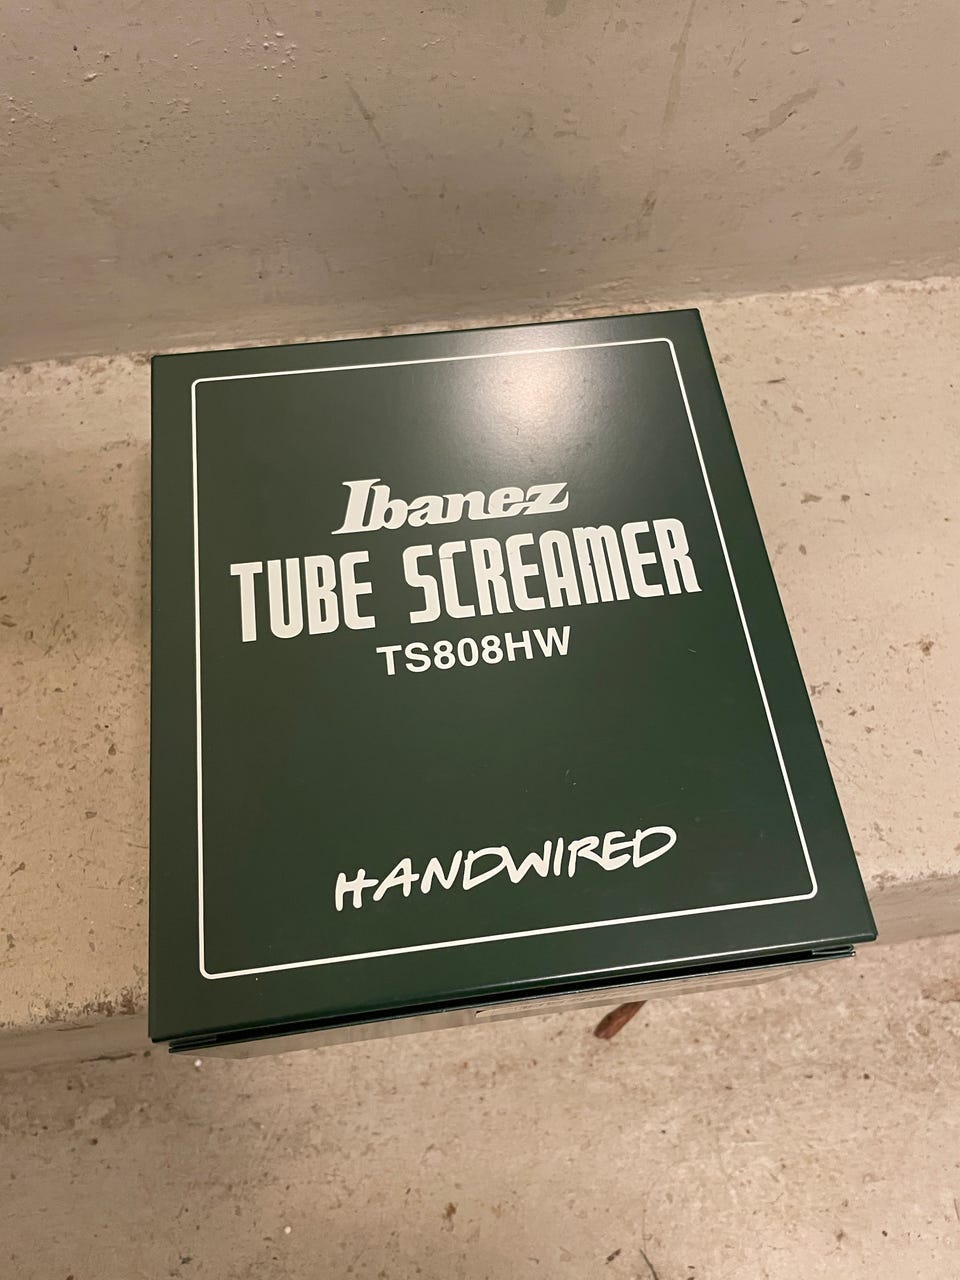 Ibanez
TUBE SCREAMER
TS808HW
HANDWIRED